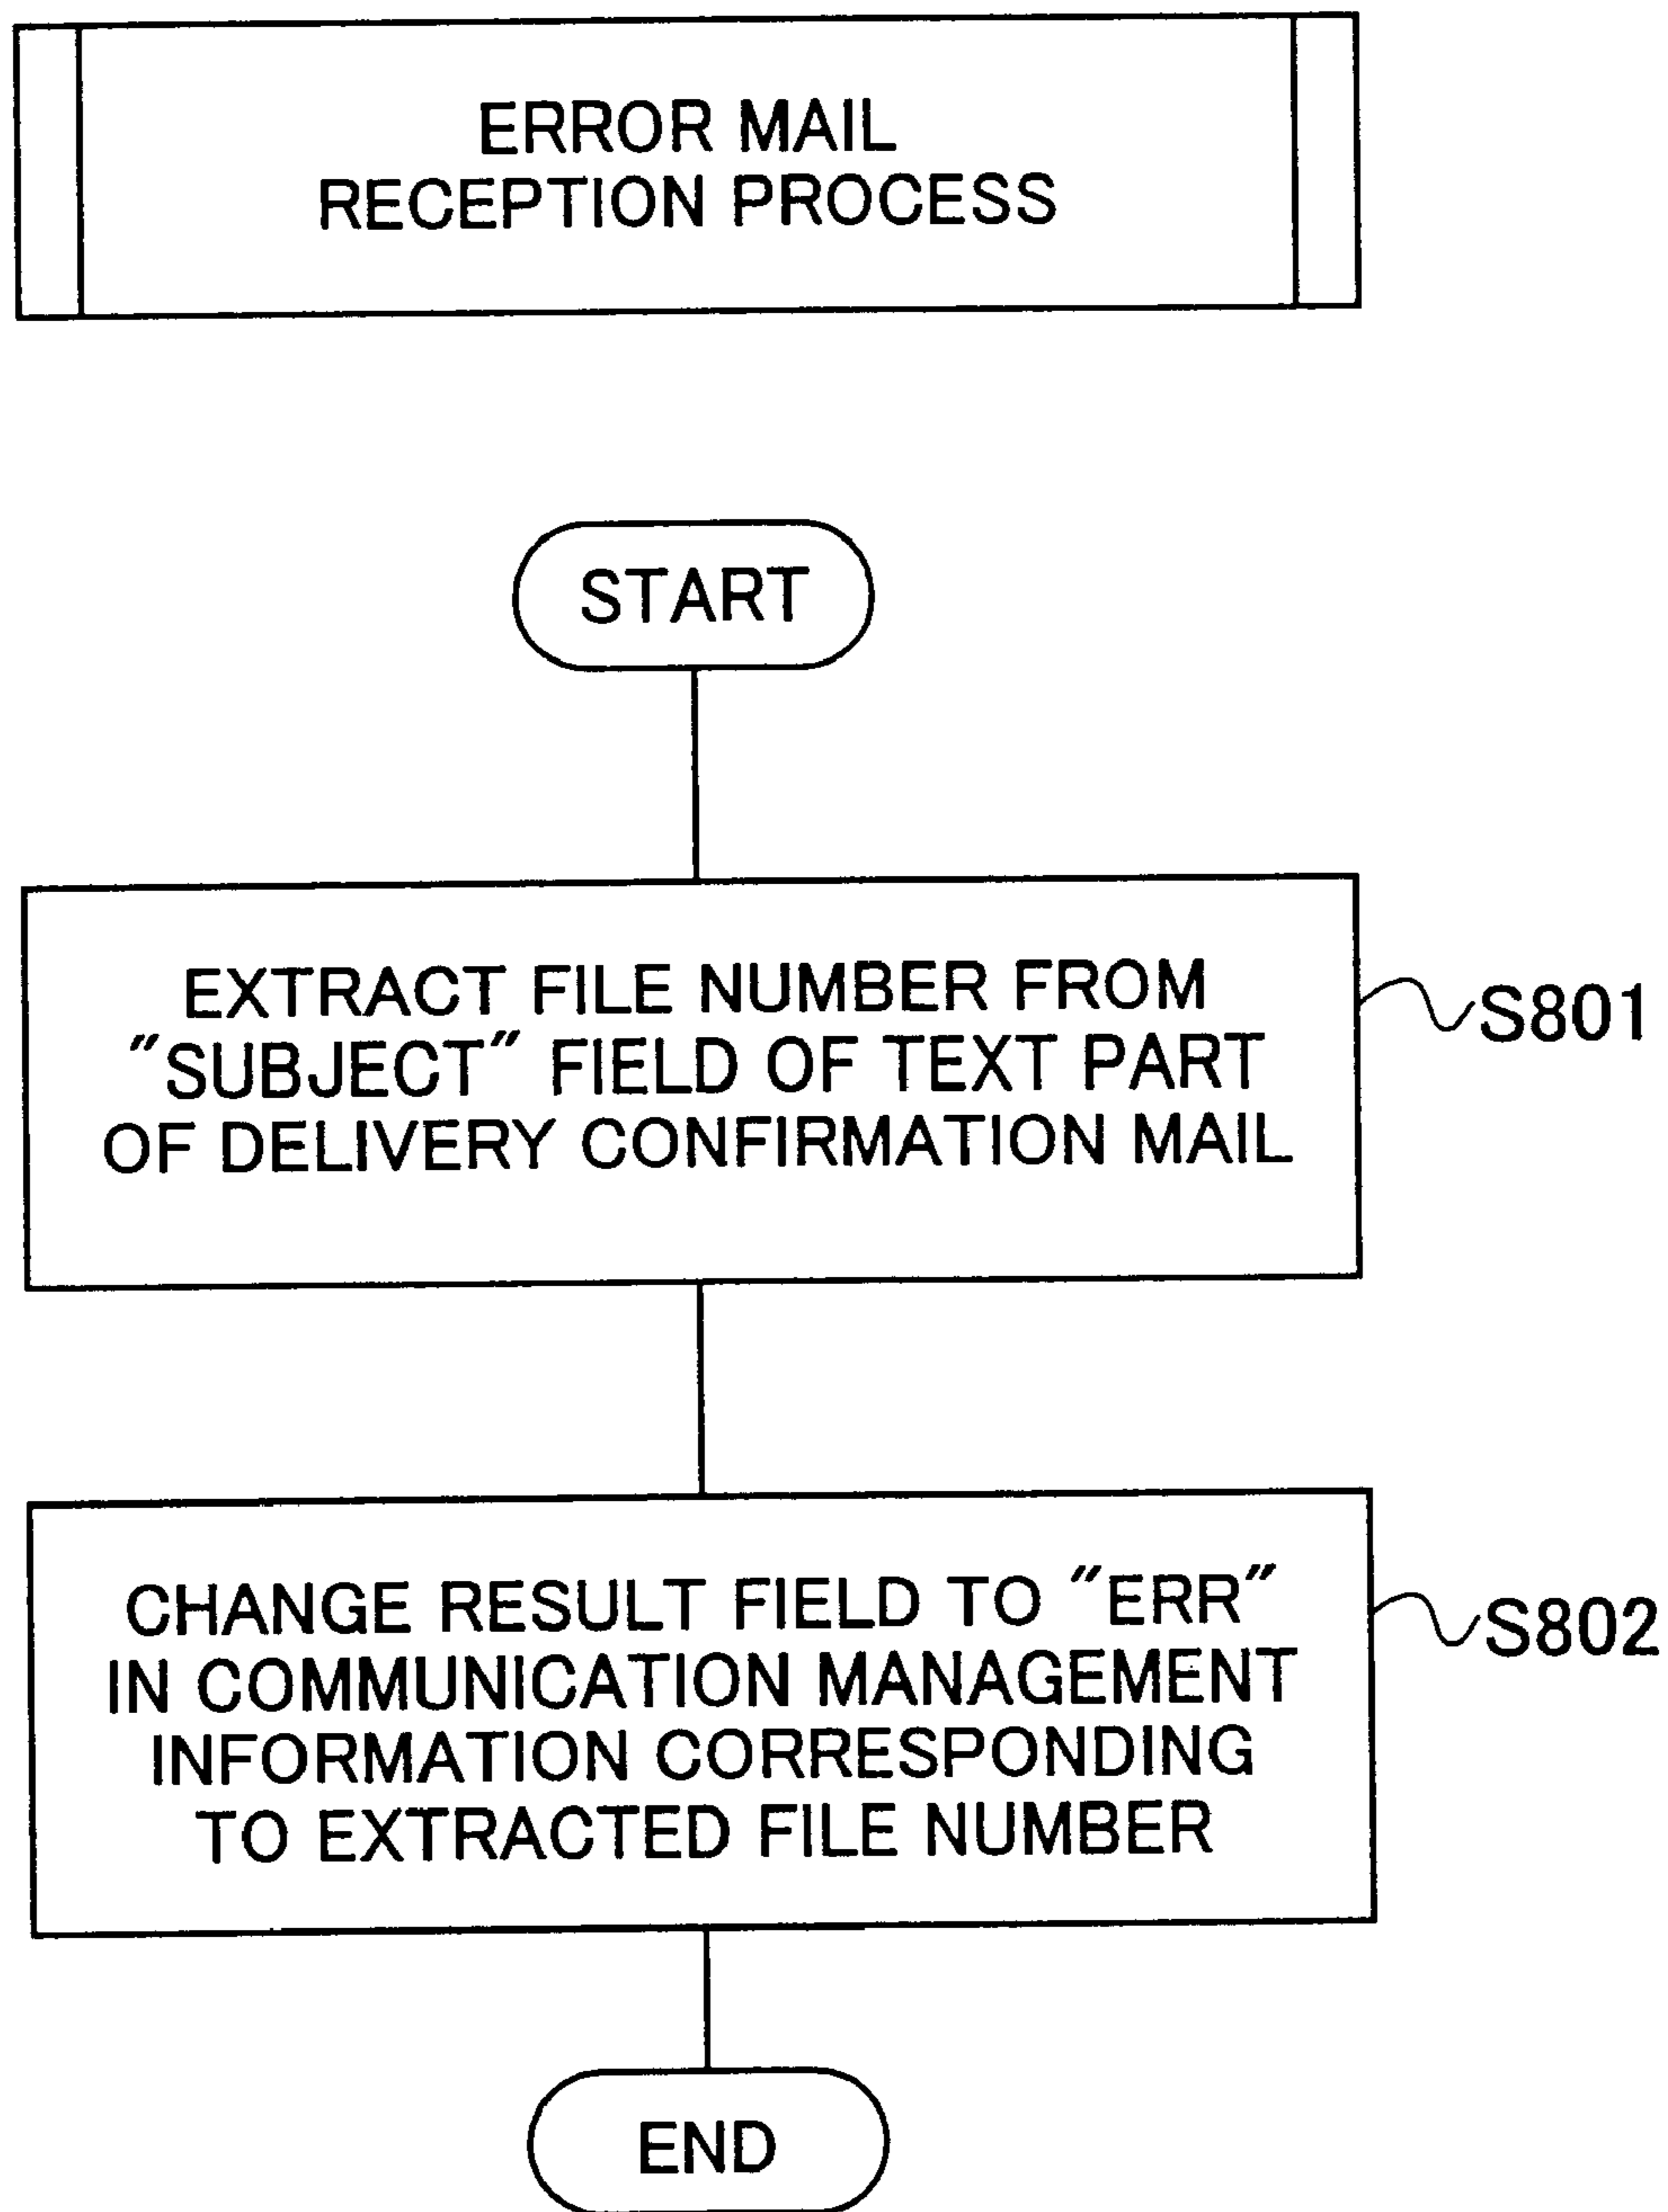 ERROR MAIL
RECEPTION PROCESS
START
EXTRACT FILE NUMBER FROM
"SUBJECT" FIELD OF TEXT PART
OF DELIVERY CONFIRMATION MAIL
S801
CHANGE RESULT FIELD TO "ERR"
IN COMMUNICATION MANAGEMENT
INFORMATION CORRESPONDING
TO EXTRACTED FILE NUMBER
S802
END